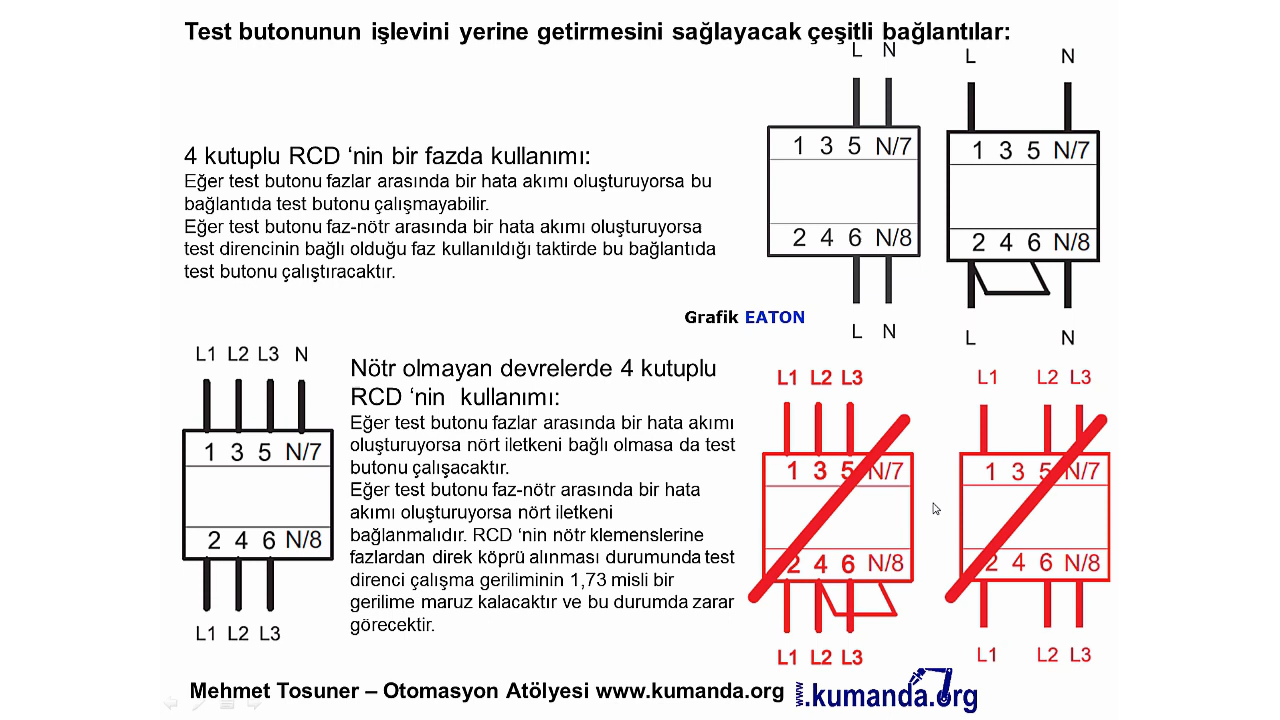 Test butonunun işlevini yerine getirmesini sağlayacak çeşitli bağlantılar:
L N
L N
1 3 5 N/7
2 4 6 N/8
L N
1 3 5 N/7
2 4 6 N/8
L N
4 kutuplu RCD ‘nin bir fazda kullanımı:
Eğer test butonu fazlar arasında bir hata akımı oluşturuyorsa bu
bağlantıda test butonu çalışmayabilir.
Eğer test butonu faz-nötr arasında bir hata akımı oluşturuyorsa
test direncinin bağlı olduğu faz kullanıldığı taktirde bu bağlantıda
test butonu çalıştıracaktır.
Grafik EATON
L1 L2 L3 N
1 3 5 N/7
2 4 6 N/8
L1 L2 L3
Nötr olmayan devrelerde 4 kutuplu
RCD ‘nin kullanımı:
Eğer test butonu fazlar arasında bir hata akımı
oluşturuyorsa nört iletkeni bağlı olmasa da test
butonu çalışacaktır.
Eğer test butonu faz-nötr arasında bir hata
akımı oluşturuyorsa nört iletkeni
bağlanmalıdır. RCD ‘nin nötr klemenslerine
fazlardan direk köprü alınması durumunda test
direnci çalışma geriliminin 1,73 misli bir
gerilime maruz kalacaktır ve bu durumda zarar
görecektir.
L1 L2 L3
1 3 5 N/7
2 4 6 N/8
L1 L2 L3
L1 L2 L3
1 3 5 N/7
2 4 6 N/8
L1 L2 L3
Mehmet Tosuner – Otomasyon Atölyesi www.kumanda.org
www.kumanda.org